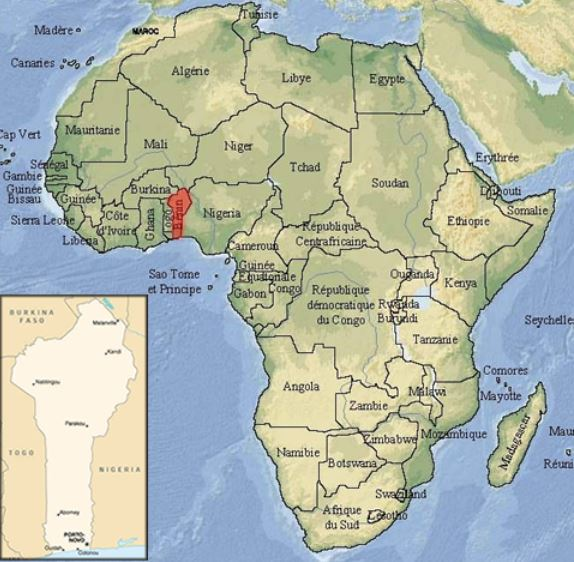 Tunisie
Madère
MAROC
Canaries
Algérie
Libye
Egypte
Cap Vert
Mauritanie
Mali
Niger
Tchad
Soudan
Erythrée
Sénégal
Gambie
Guinée
Bissau
Guinée
Burkina
Djibouti
Somalie
Sierra Leone
Côte
d'Ivoire
Ghana
Togo
Bénin
Nigeria
Ethiopie
Liberia
Cameroun
République
Centrafricaine
Sao Tome
et Principe
Guinée
Equatoriale
Gabon
Congo
République
démocratique
du Congo
Ouganda
Kenya
Rwanda
Burundi
Tanzanie
Seychelles
Comores
Mayotte
Angola
Zambie
Malawi
Mozambique
Zimbabwe
Madagascar
Namibie
Botswana
Mau
Réuni
Swaziland
Lesotho
Afrique
du Sud
BURKINA
FASO
Malanville
Kandi
Natitingou
Parakou
TOGO
NIGERIA
Abomey
PORTO-
NOVO
Ouidah
Cotonou